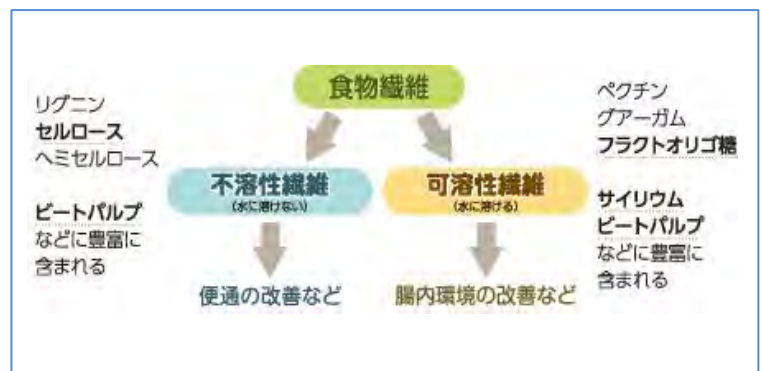 食物繊維
リグニン
セルロース
ヘミセルロース
ビートパルプ
などに豊富に
含まれる
不溶性繊維
(水に溶けない)
便通の改善など
可溶性繊維
(水に溶ける)
腸内環境の改善など
ペクチン
グアーガム
フラクトオリゴ糖
サイリウム
ビートパルプ
などに豊富に
含まれる